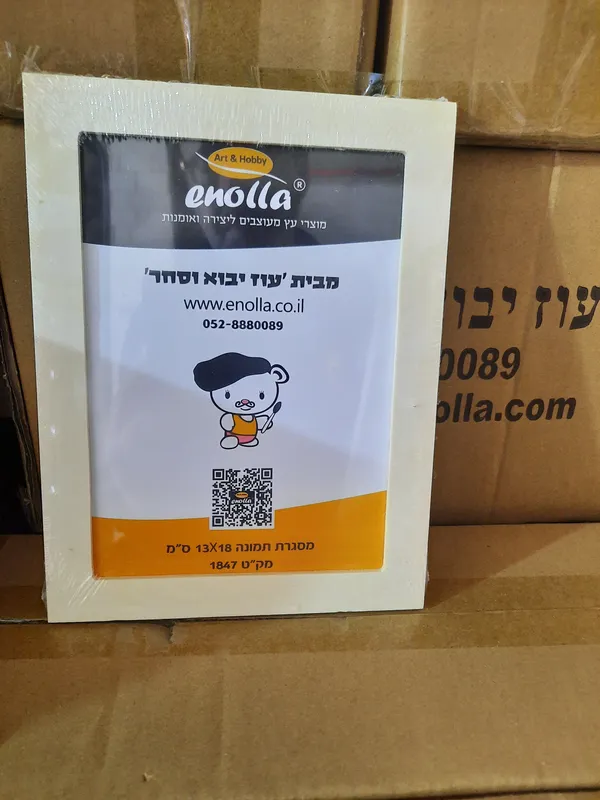 Art & Hobby
enolla®
מוצרי עץ מעוצבים ליצירה ואומנות
מבית 'עוז יבוא וסחר'
www.enolla.co.il
052-8880089
enolla
מסגרת תמונה 13X18 ס"מ
מק"ט 1847
עוז יבו
0089
olla.com